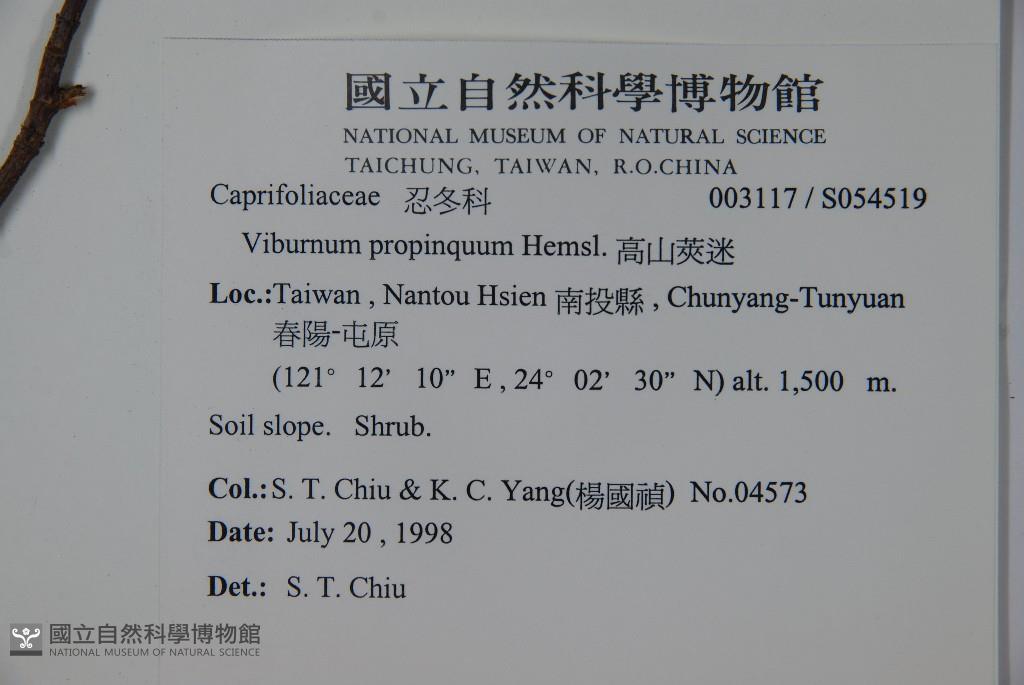 國立自然科學博物館
NATIONAL MUSEUM OF NATURAL SCIENCE
TAICHUNG, TAIWAN, R.O.CHINA
Caprifoliaceae 忍冬科 003117 / S054519
Viburnum propinquum Hemsl. 高山莢迷
Loc.:Taiwan , Nantou Hsien 南投縣 , Chunyang-Tunyuan
春陽-屯原
(121° 12’ 10” E , 24° 02’ 30” N) alt. 1,500 m.
Soil slope. Shrub.
Col.: S. T. Chiu & K. C. Yang(楊國禎) No.04573
Date: July 20 , 1998
Det.: S. T. Chiu
國立自然科學博物館
NATIONAL MUSEUM OF NATURAL SCIENCE